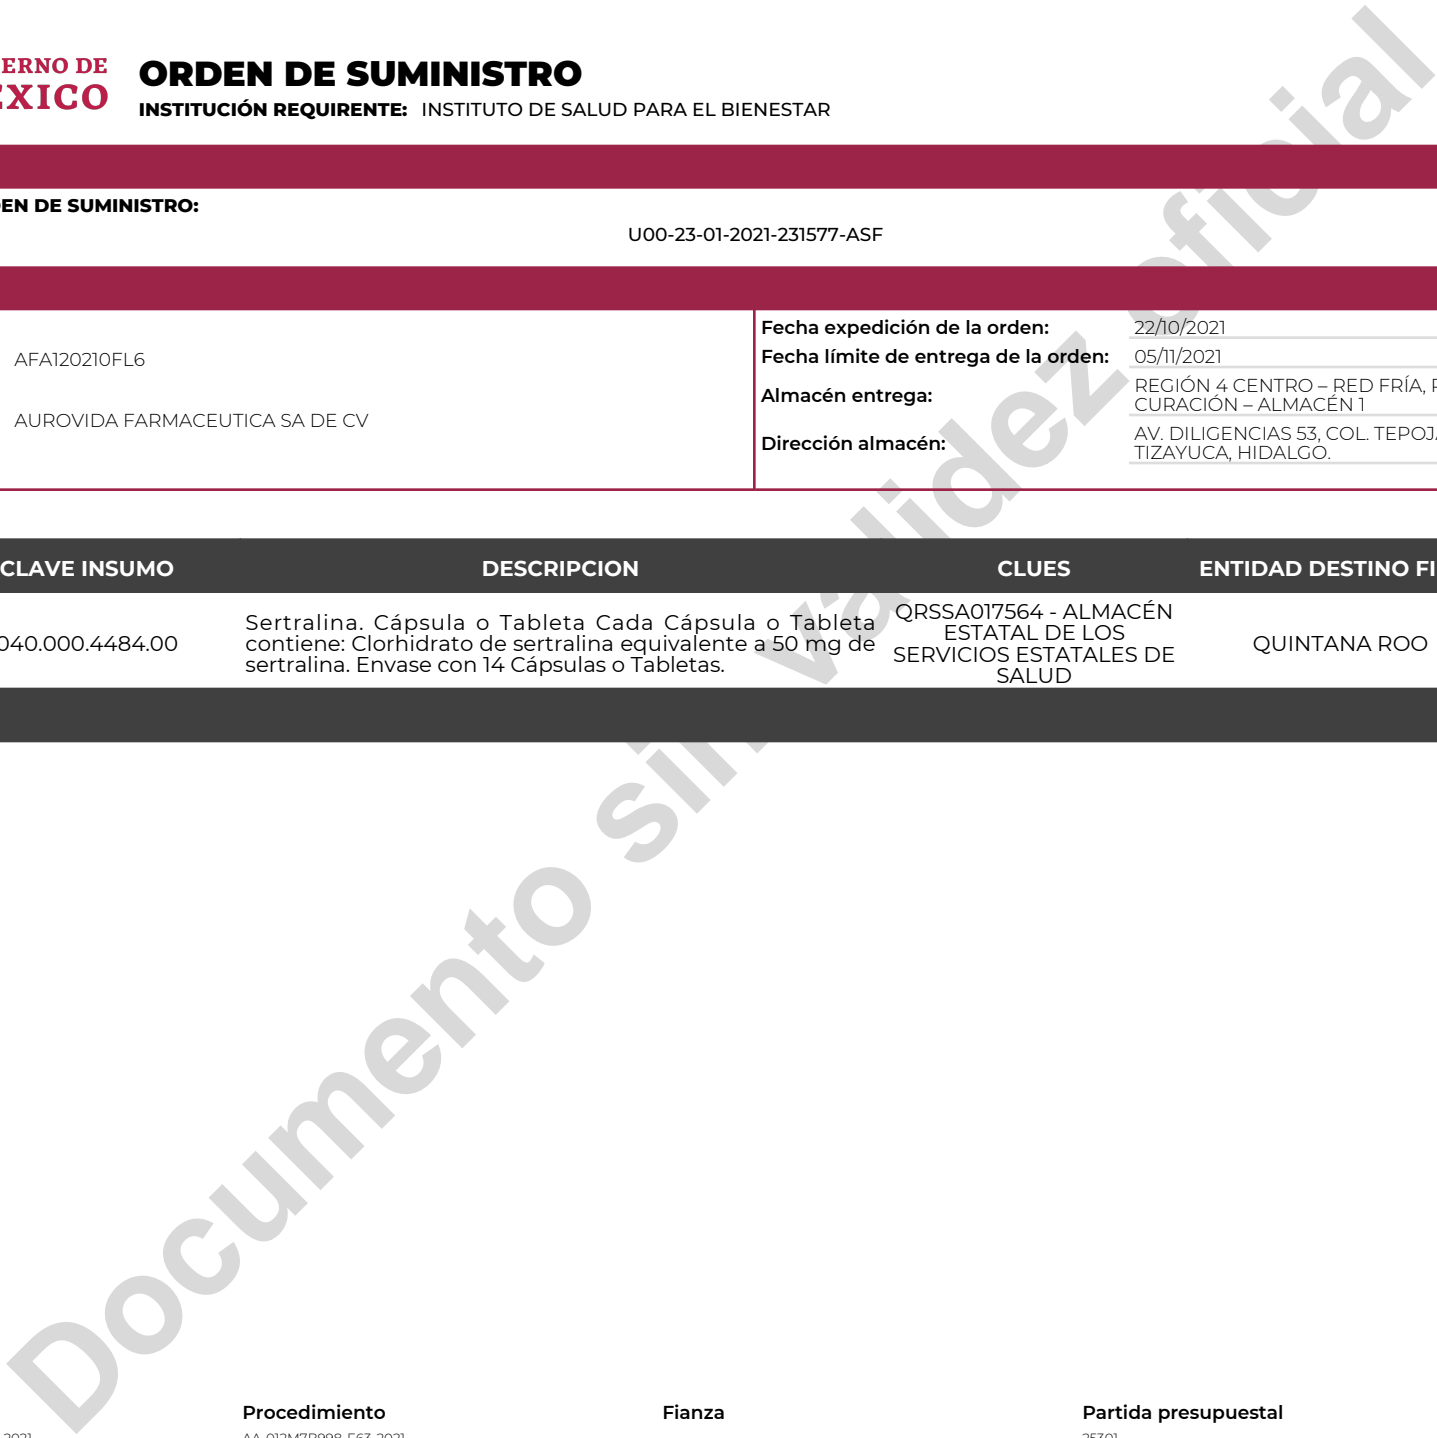 ERNO DE
ORDEN DE SUMINISTRO
EXICO
INSTITUCIÓN REQUIRENTE: INSTITUTO DE SALUD PARA EL BIENESTAR
EN DE SUMINISTRO:
U00-23-01-2021-231577-ASF
AFA120210FL6
AUROVIDA FARMACEUTICA SA DE CV
Fecha expedición de la orden: 22/10/2021
Fecha límite de entrega de la orden: 05/11/2021
Almacén entrega: REGIÓN 4 CENTRO – RED FRÍA,
CURACIÓN – ALMACÉN 1
Dirección almacén: AV. DILIGENCIAS 53, COL. TEPOJA
TIZAYUCA, HIDALGO.
CLAVE INSUMO DESCRIPCION CLUES ENTIDAD DESTINO FI
040.000.4484.00
Sertralina. Cápsula o Tableta Cada Cápsula o Tableta
contiene: Clorhidrato de sertralina equivalente a 50 mg de
sertralina. Envase con 14 Cápsulas o Tabletas.
QRSSA017564 - ALMACÉN
ESTATAL DE LOS
SERVICIOS ESTATALES DE
SALUD
QUINTANA ROO
Documento sin validez oficial
Procedimiento Fianza Partida presupuestal